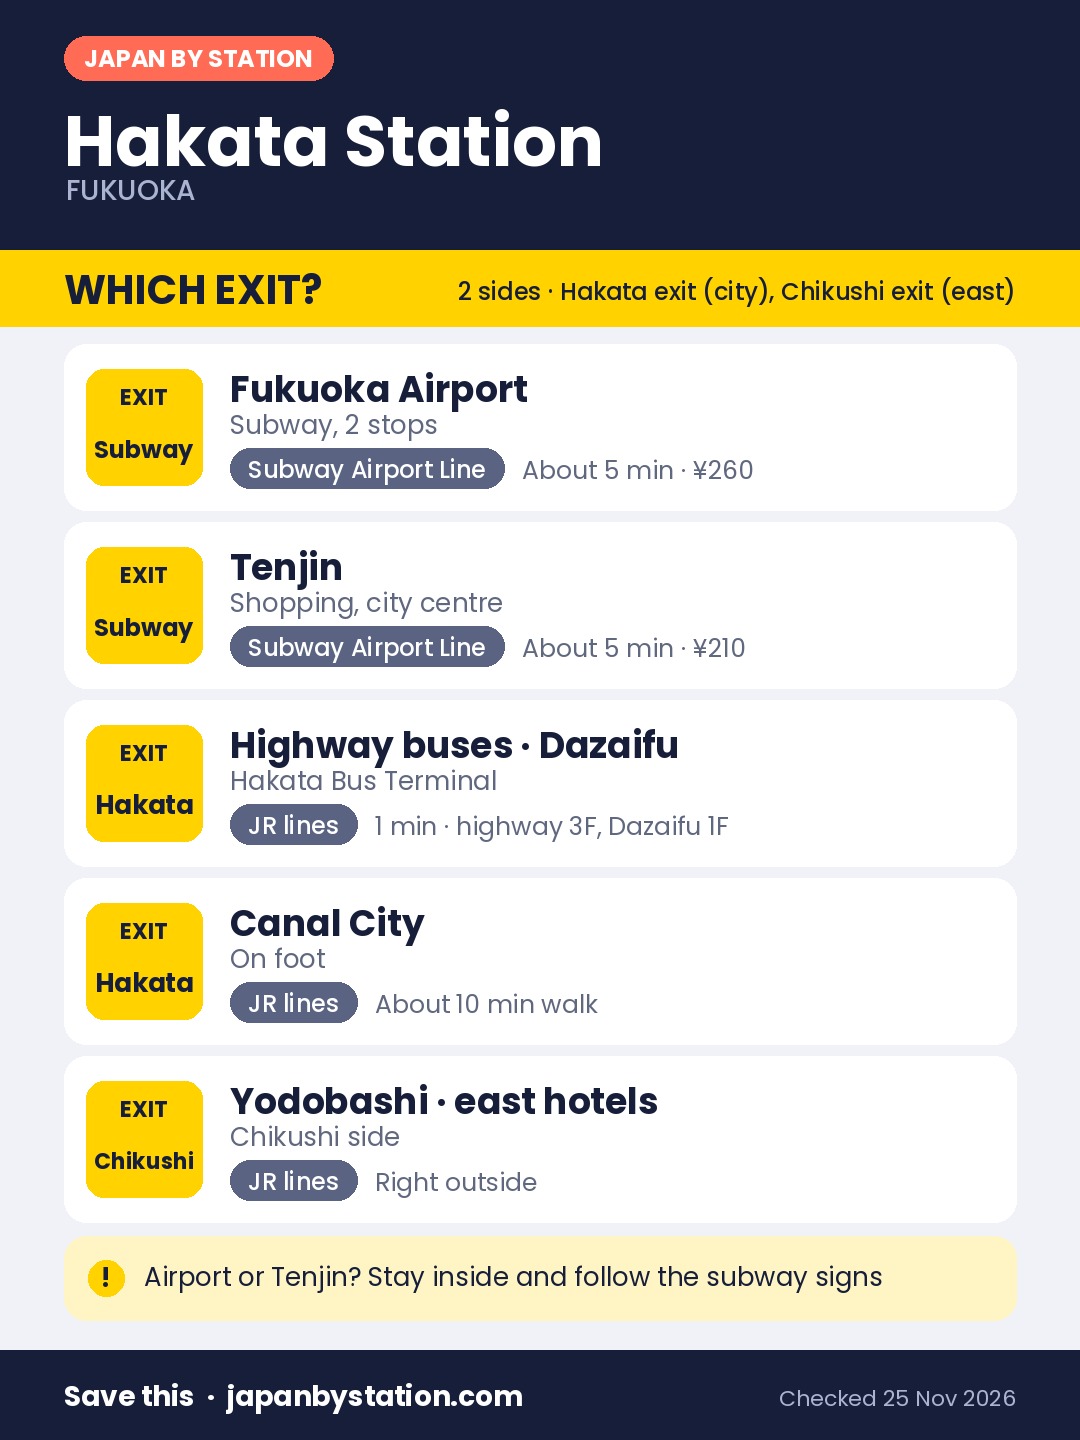 JAPAN BY STATION
Hakata Station
FUKUOKA
WHICH EXIT?
2 sides · Hakata exit (city), Chikushi exit (east)
EXIT
Subway
Fukuoka Airport
Subway, 2 stops
Subway Airport Line
About 5 min · ¥260
EXIT
Subway
Tenjin
Shopping, city centre
Subway Airport Line
About 5 min · ¥210
EXIT
Hakata
Highway buses · Dazaifu
Hakata Bus Terminal
JR lines
1 min · highway 3F, Dazaifu 1F
EXIT
Hakata
Canal City
On foot
JR lines
About 10 min walk
EXIT
Chikushi
Yodobashi · east hotels
Chikushi side
JR lines
Right outside
! Airport or Tenjin? Stay inside and follow the subway signs
Save this · japanbystation.com
Checked 25 Nov 2026